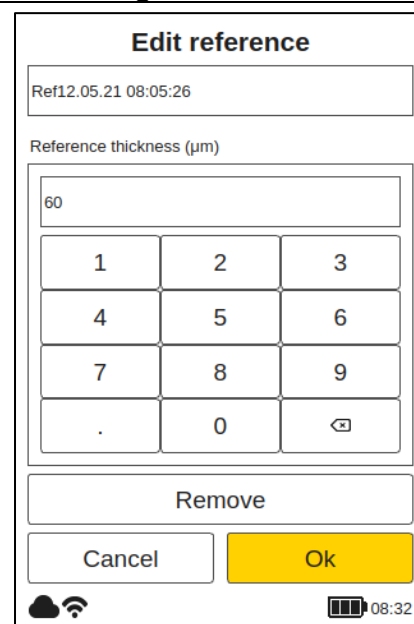 Edit reference
Ref12.05.21 08:05:26
Reference thickness (μm)
60
1 2 3
4 5 6
7 8 9
. 0
Remove
Cancel Ok
08:32